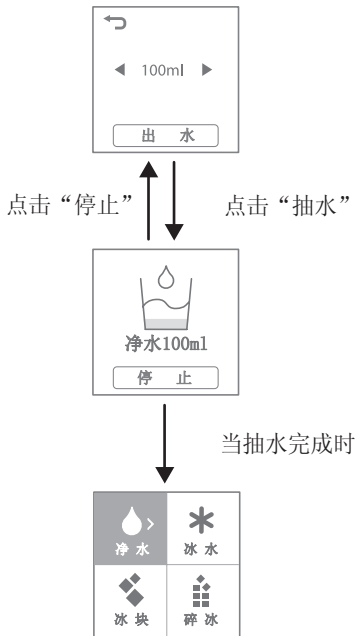 100ml
出 水
点击“停止” 点击“抽水”
净水100ml
停 止
当抽水完成时
净 水 冰 水
冰 块 碎 冰